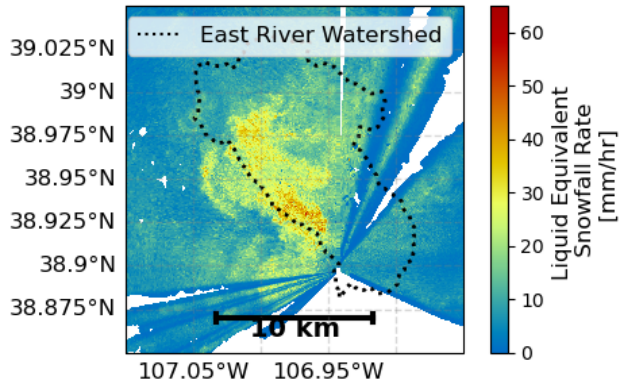 East River Watershed
39.025°N
39°N
38.975°N
38.95°N
38.925°N
38.9°N
38.875°N
10 km
107.05°W 106.95°W
60
50
40
30
20
10
0
Liquid Equivalent
Snowfall Rate
[mm/hr]